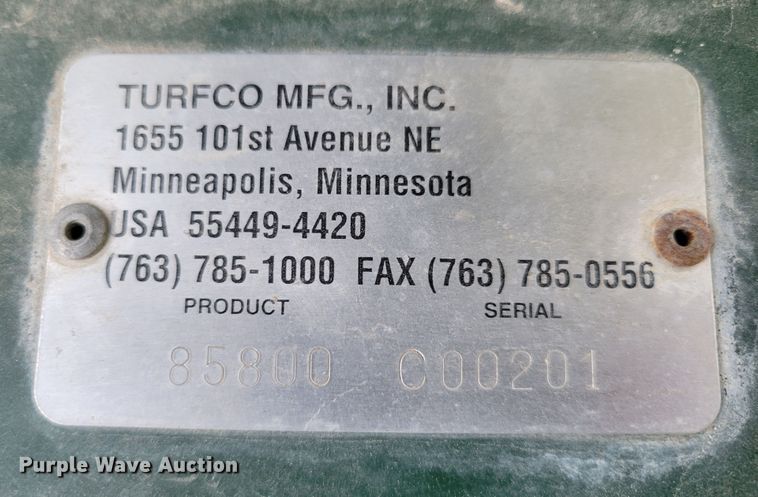 TURFCO MFG., INC.
1655 101st Avenue NE
Minneapolis, Minnesota
USA 55449-4420
(763) 785-1000 FAX (763) 785-0556
PRODUCT SERIAL
85800 C00201
Purple Wave Auction